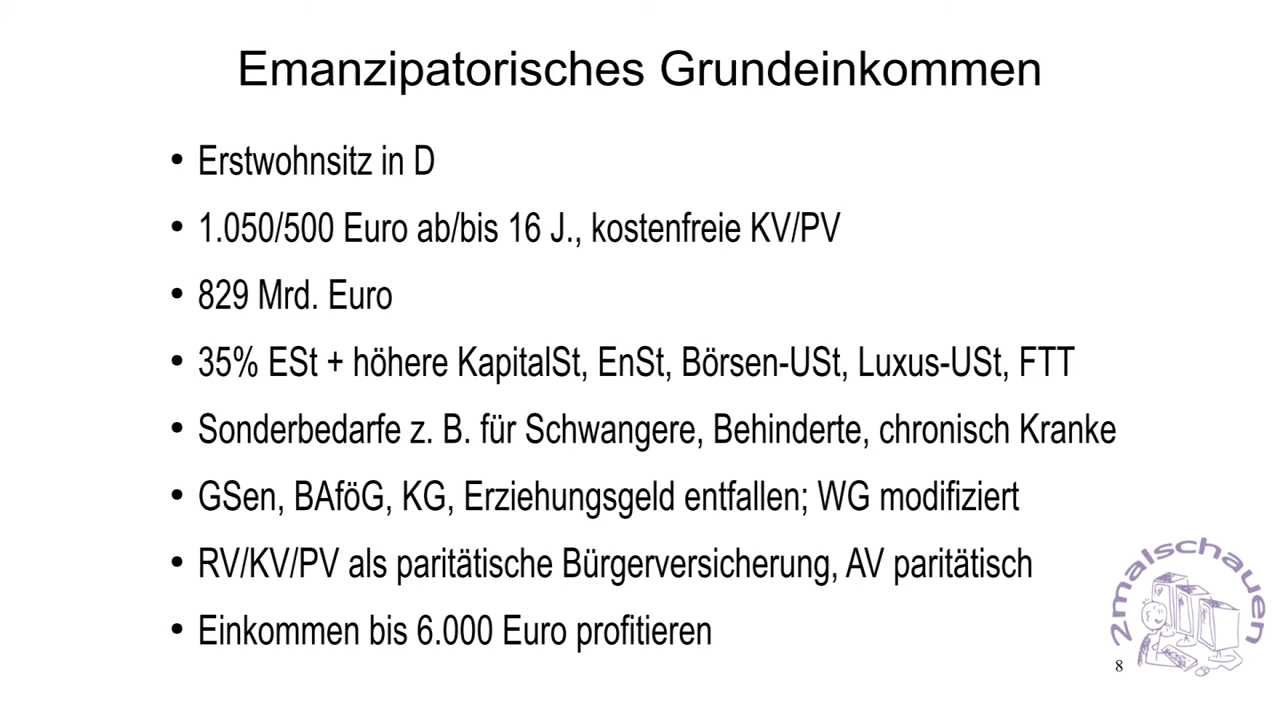 Emanzipatorisches Grundeinkommen
• Erstwohnsitz in D
• 1.050/500 Euro ab/bis 16 J., kostenfreie KV/PV
• 829 Mrd. Euro
• 35% ESt + höhere KapitalSt, EnSt, Börsen-USt, Luxus-USt, FTT
• Sonderbedarfe z. B. für Schwangere, Behinderte, chronisch Kranke
• GSen, BAföG, KG, Erziehungsgeld entfallen; WG modifiziert
• RV/KV/PV als paritätische Bürgerversicherung, AV paritätisch
• Einkommen bis 6.000 Euro profitieren
2malschauen
8